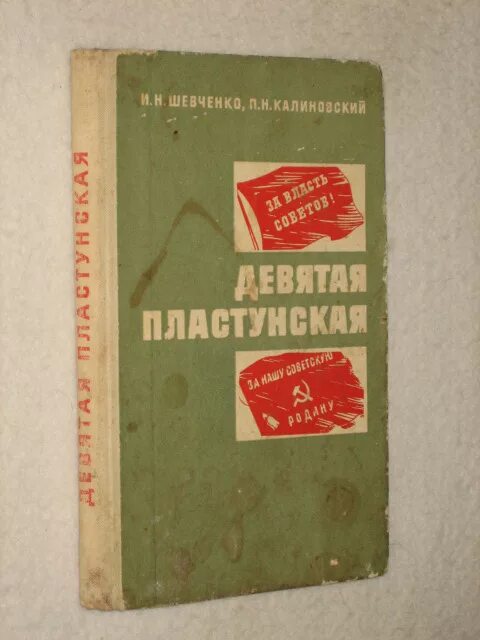 ДЕВЯТАЯ ПЛАСТУНСКАЯ
И.Н.ШЕВЧЕНКО, П.Н.КАЛИНОВСКИЙ
ЗА ВЛАСТЬ
СОВЕТОВ!
ДЕВЯТАЯ
ПЛАСТУНСКАЯ
ЗА НАШУ СОВЕТСКУЮ
РОДИНУ